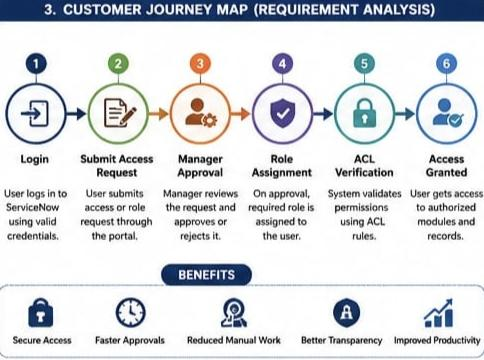 3. CUSTOMER JOURNEY MAP (REQUIREMENT ANALYSIS)
1
2
3
4
5
6
Login
Submit Access
Request
Manager
Approval
Role
Assignment
ACL
Verification
Access
Granted
User logs in to
ServiceNow
using valid
credentials.
User submits
access or role
request through
the portal.
Manager reviews
the request and
approves or
rejects it.
On approval,
required role is
assigned to
the user.
System validates
permissions
using ACL
rules.
User gets access
to authorized
modules and
records.
BENEFITS
Secure Access
Faster Approvals
Reduced Manual Work
A
Better Transparency
Improved Productivity